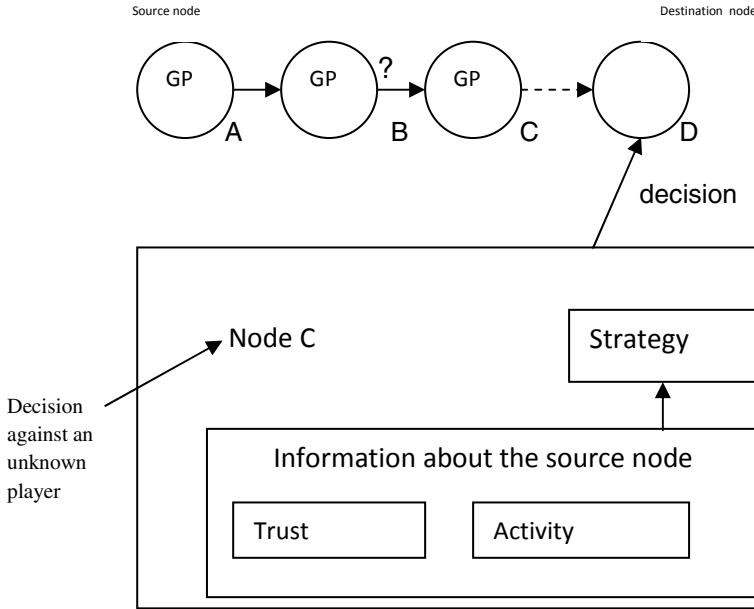 Source node
Destination node
GP
GP
?
GP
A
B
C
D
decision
Node C
Strategy
Decision
against an
unknown
player
Information about the source node
Trust
Activity